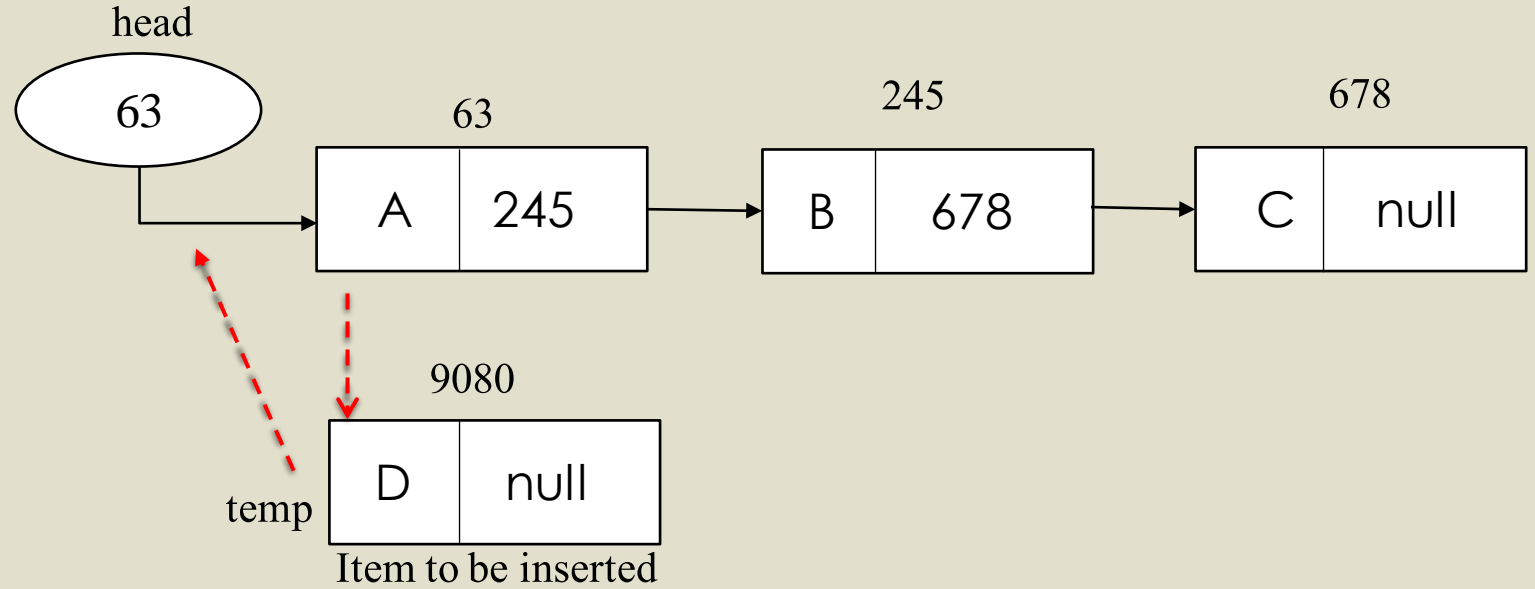 head
63
63
245
678
A 245
B 678
C null
9080
D null
temp
Item to be inserted